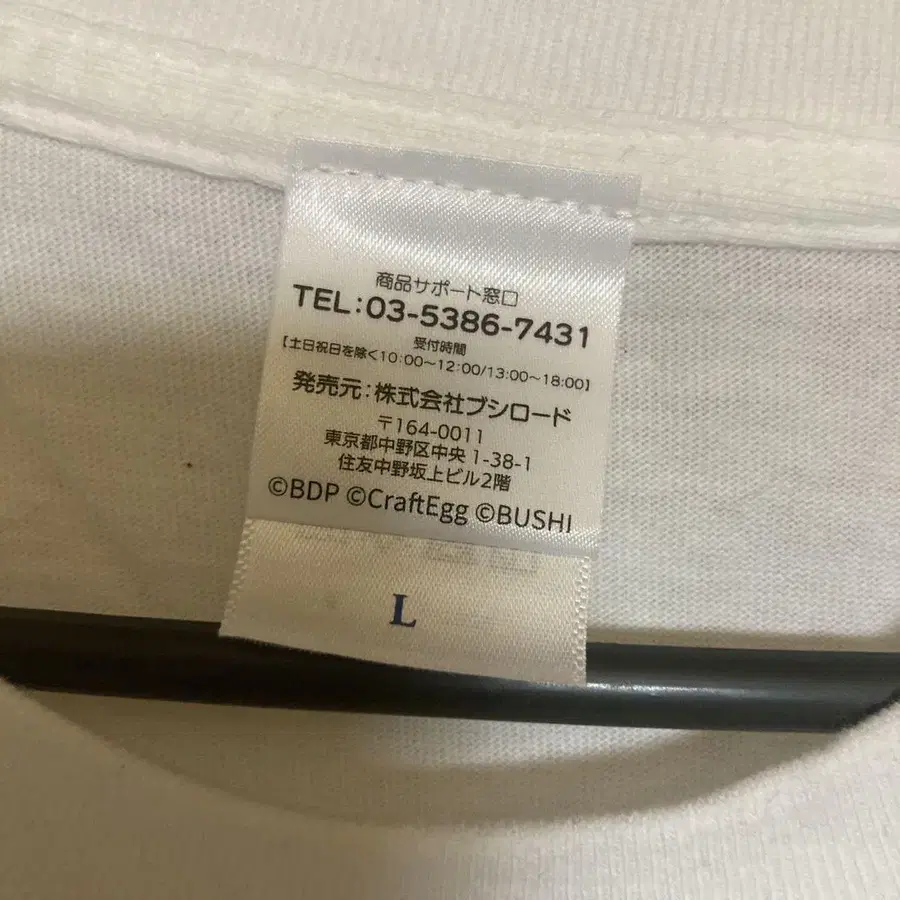 商品サポート窓口
TEL:03-5386-7431
受付時間
【土日祝日を除く10:00~12:00/13:00~18:00】
発売元:株式会社ブシロード
〒164-0011
東京都中野区中央1-38-1
住友中野坂上ビル2階
©BDP ©CraftEgg ©BUSHI
L